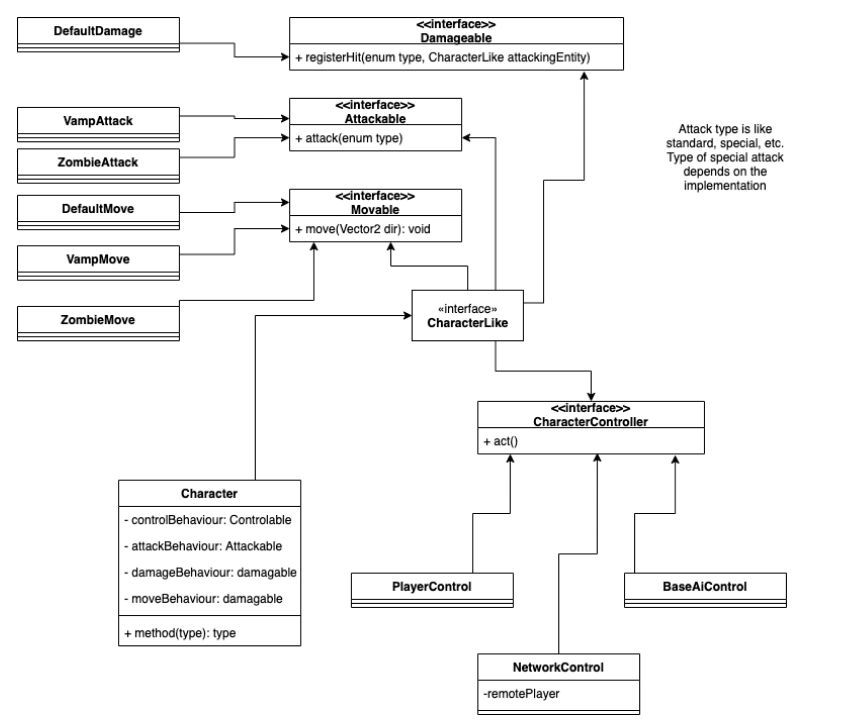 DefaultDamage
<<interface>>
Damageable
+ registerHit(enum type, CharacterLike attackingEntity)
VampAttack
ZombieAttack
<<interface>>
Attackable
+ attack(enum type)
Attack type is like
standard, special, etc.
Type of special attack
depends on the
implementation
DefaultMove
VampMove
ZombieMove
<<interface>>
Movable
+ move(Vector2 dir): void
«interface»
CharacterLike
<<interface>>
CharacterController
+ act()
Character
- controlBehaviour: Controlable
- attackBehaviour: Attackable
- damageBehaviour: damagable
- moveBehaviour: damagable
+ method(type): type
PlayerControl
BaseAiControl
NetworkControl
-remotePlayer